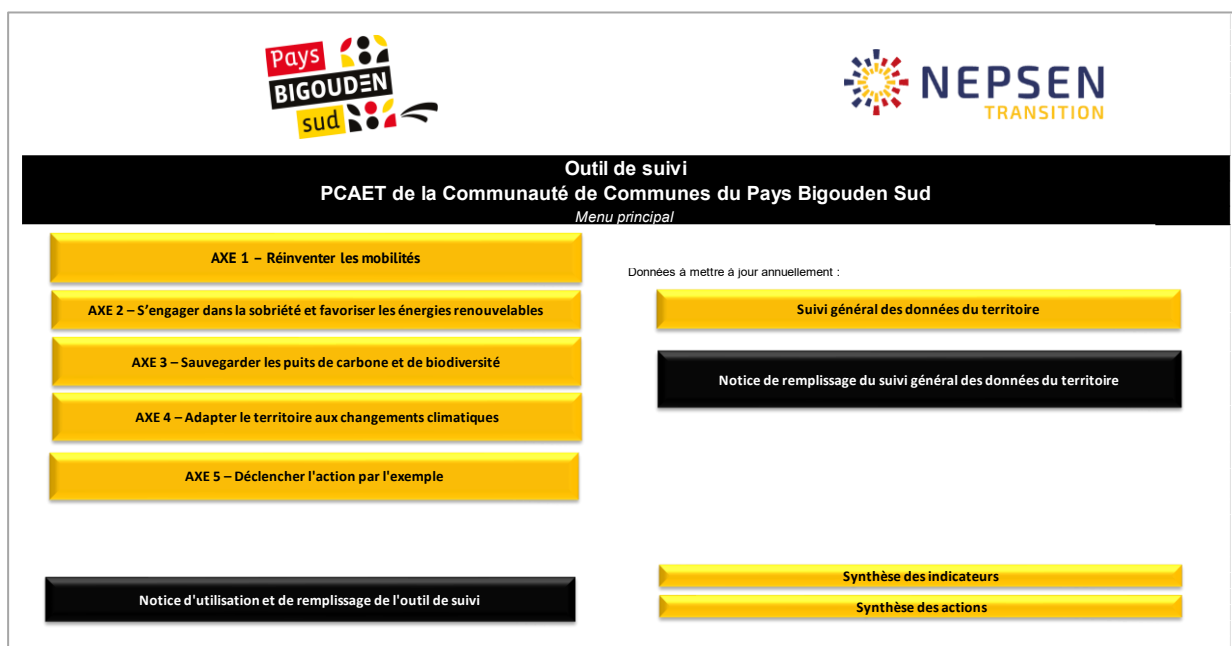 Pays
BIGOUDEN
sud
NEPSEN
TRANSITION
Outil de suivi
PCAET de la Communauté de Communes du Pays Bigouden Sud
Menu principal
AXE 1 – Réinventer les mobilités
AXE 2 – S'engager dans la sobriété et favoriser les énergies renouvelables
AXE 3 – Sauvegarder les puits de carbone et de biodiversité
AXE 4 – Adapter le territoire aux changements climatiques
AXE 5 – Déclencher l'action par l'exemple
Notice d'utilisation et de remplissage de l'outil de suivi
Données à mettre à jour annuellement :
Suivi général des données du territoire
Notice de remplissage du suivi général des données du territoire
Synthèse des indicateurs
Synthèse des actions